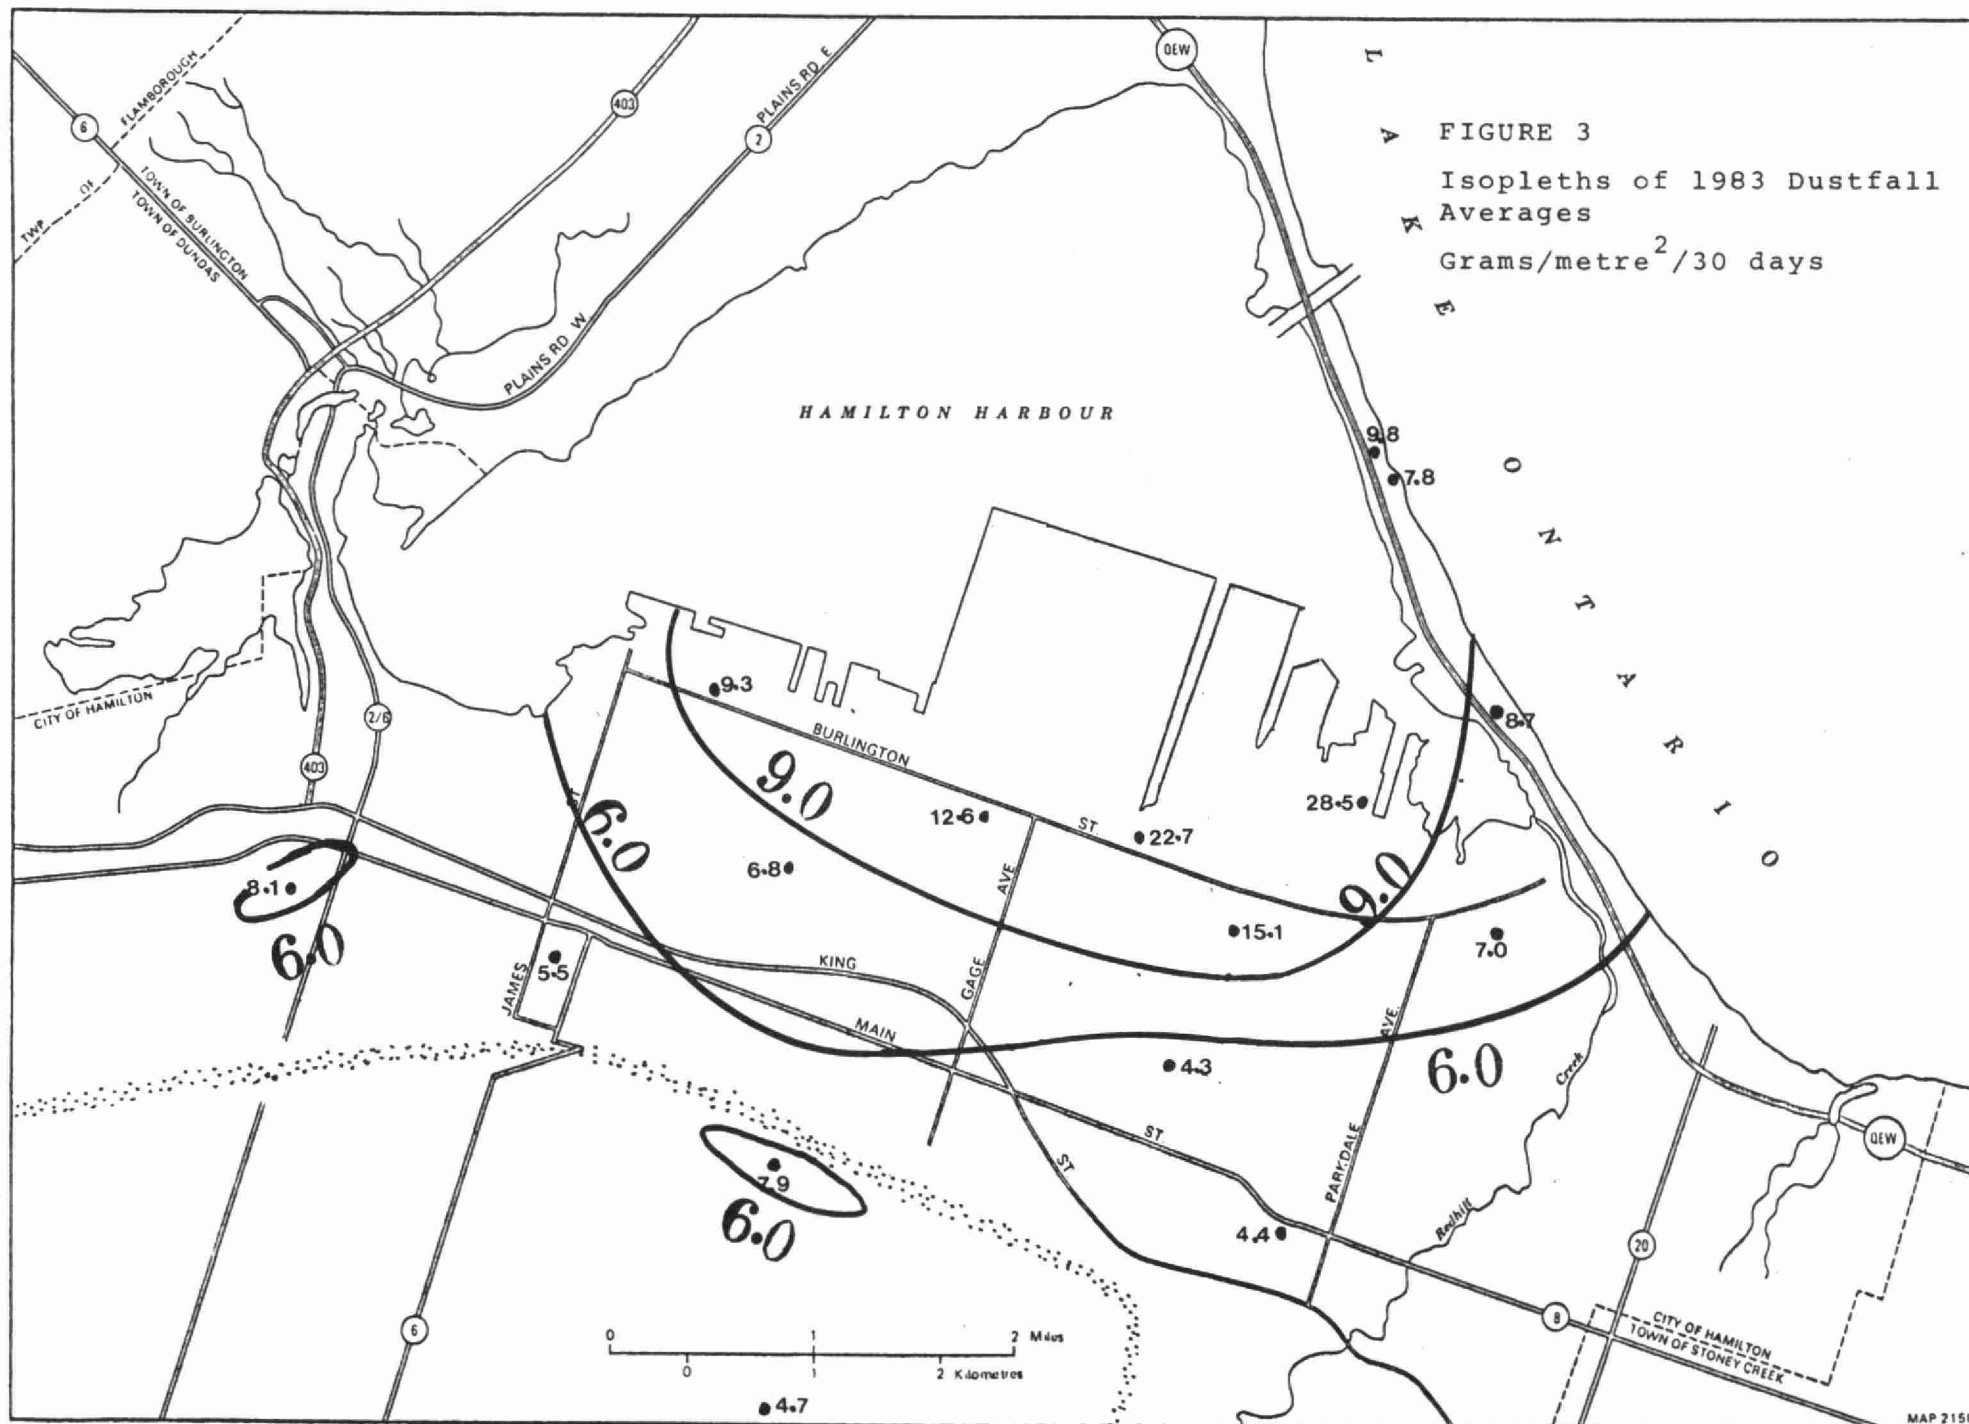 FIGURE 3
Isopleths of 1983 Dustfall
Averages
Grams/metre2/30 days
LAKE
ONTARIO
QEW
403
PLAINS RD E
2
FLAMBOROUGH
6
TWP OF
TOWN OF BURLINGTON
TOWN OF DUNDAS
PLAINS RD W
HAMILTON HARBOUR
9.8
7.8
CITY OF HAMILTON
2/6
403
9.3
8.7
BURLINGTON ST.
9.0
6.0
12.6
28.5
22.7
6.8
9.0
8.1
6.0
15.1
7.0
5.5
JAMES ST
KING ST
GAGE AVE
MAIN ST
PARKDALE AVE.
4.3
6.0
Redhill Creek
7.9
6.0
4.4
QEW
20
8
6
CITY OF HAMILTON
TOWN OF STONEY CREEK
0 1 2 Miles
0 1 2 Kilometres
4.7